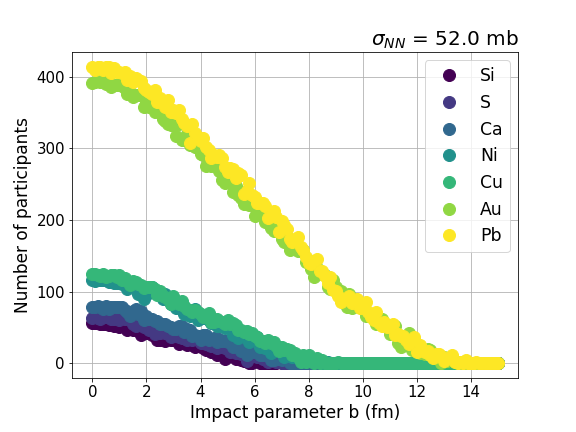 σNN = 52.0 mb
Number of participants
400
300
200
100
0
Si
S
Ca
Ni
Cu
Au
Pb
0 2 4 6 8 10 12 14
Impact parameter b (fm)